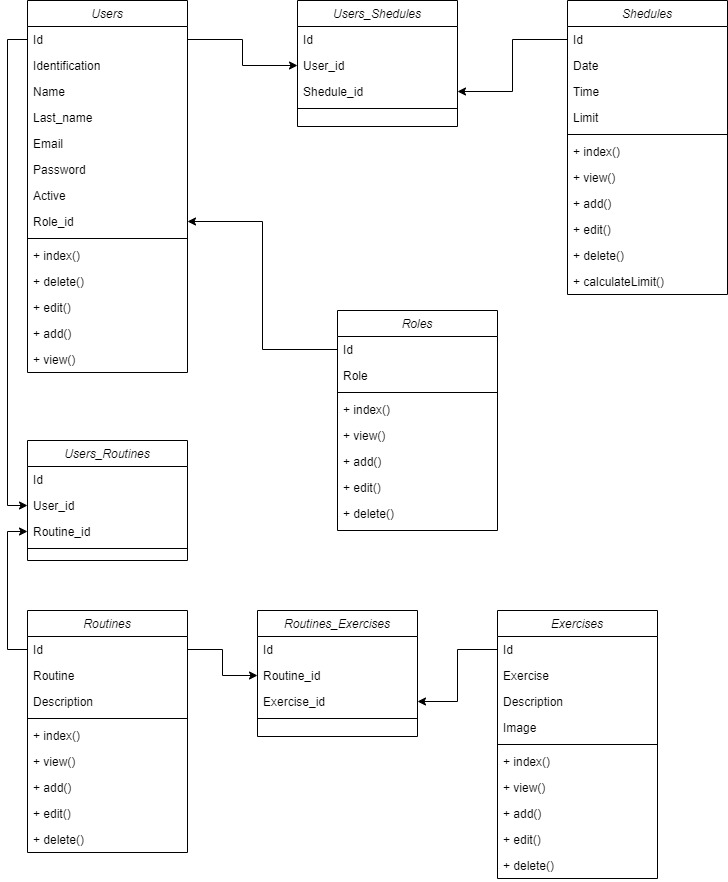 Users
Id
Identification
Name
Last_name
Email
Password
Active
Role_id
+ index()
+ delete()
+ edit()
+ add()
+ view()
Users_Shedules
Id
User_id
Shedule_id
Shedules
Id
Date
Time
Limit
+ index()
+ view()
+ add()
+ edit()
+ delete()
+ calculateLimit()
Roles
Id
Role
+ index()
+ view()
+ add()
+ edit()
+ delete()
Users_Routines
Id
User_id
Routine_id
Routines
Id
Routine
Description
+ index()
+ view()
+ add()
+ edit()
+ delete()
Routines_Exercises
Id
Routine_id
Exercise_id
Exercises
Id
Exercise
Description
Image
+ index()
+ view()
+ add()
+ edit()
+ delete()